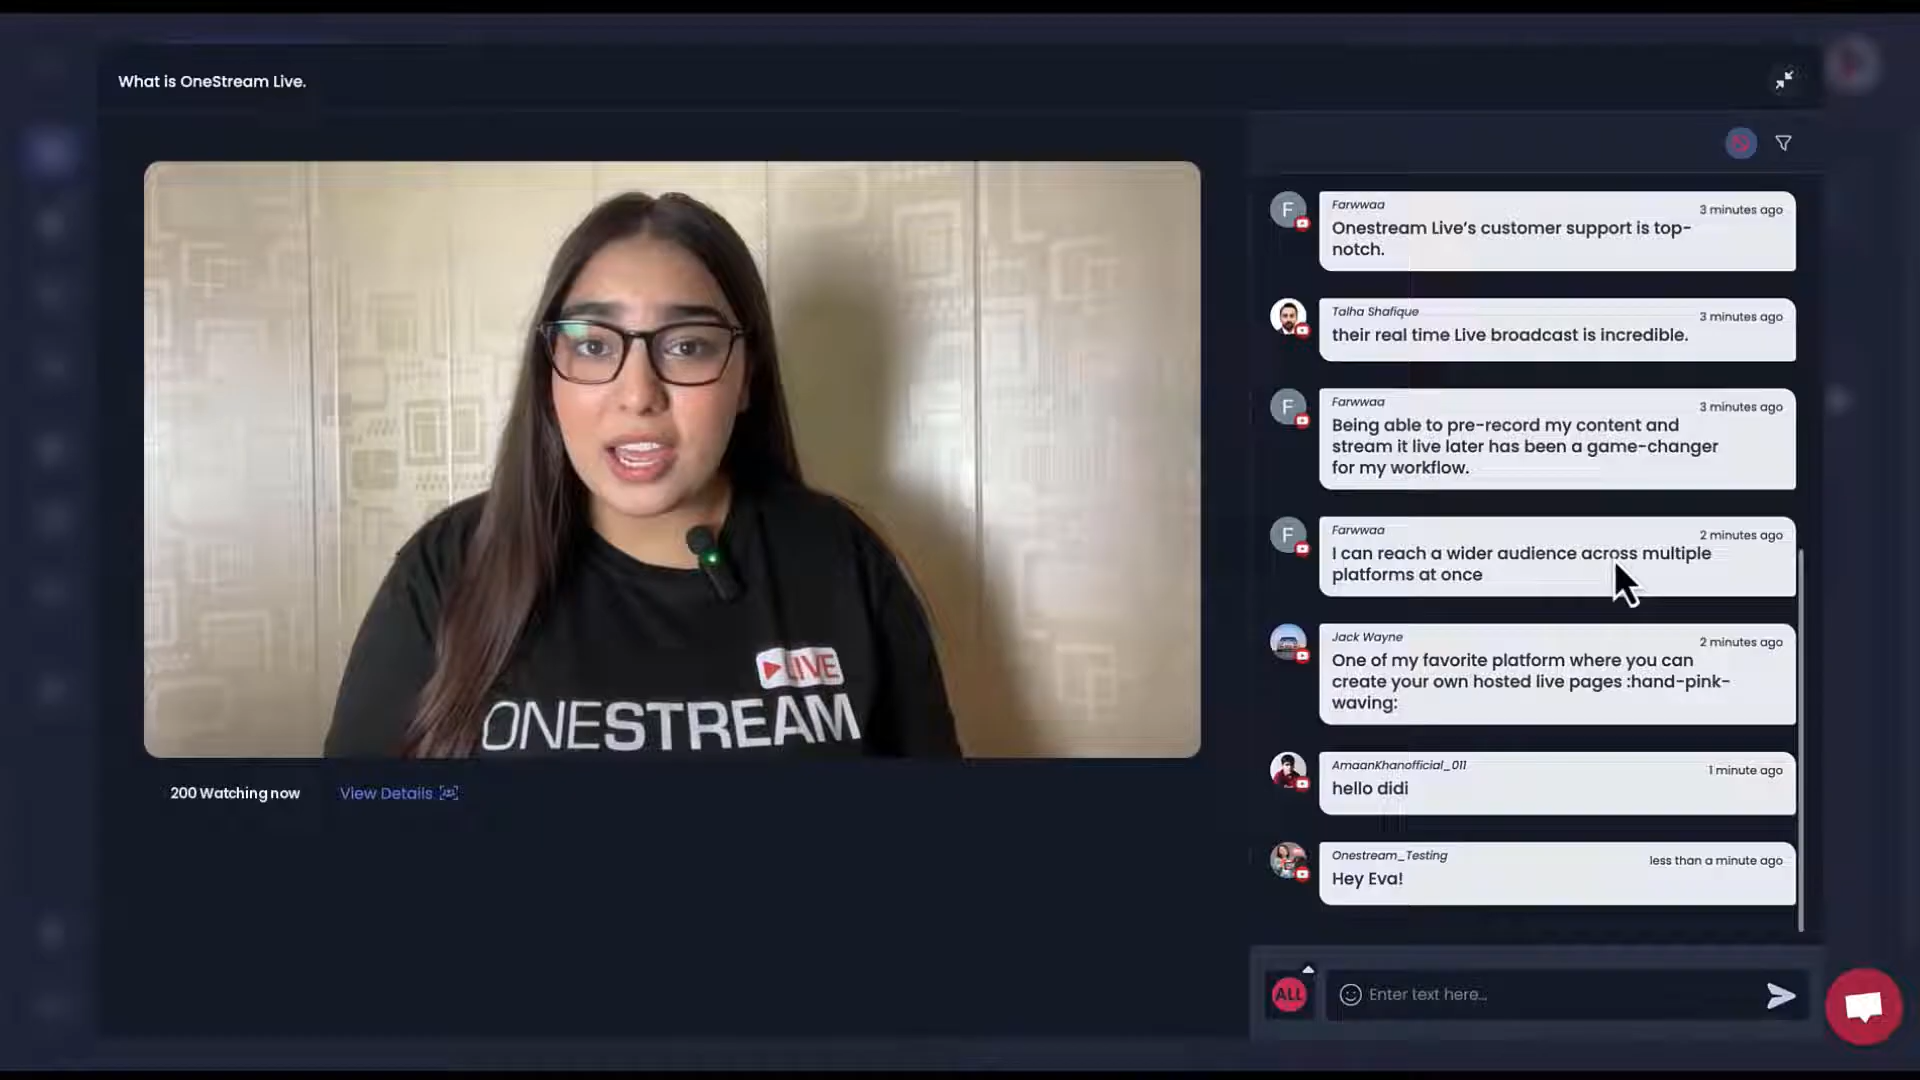 What is OneStream Live.
LIVE
ONESTREAM
200 Watching now
View Details
F
Farwwaa
3 minutes ago
Onestream Live's customer support is top-
notch.
Talha Shafique
3 minutes ago
their real time Live broadcast is incredible.
F
Farwwaa
3 minutes ago
Being able to pre-record my content and
stream it live later has been a game-changer
for my workflow.
F
Farwwaa
2 minutes ago
I can reach a wider audience across multiple
platforms at once
Jack Wayne
2 minutes ago
One of my favorite platform where you can
create your own hosted live pages :hand-pink-
waving:
AmaanKhanofficial_011
1 minute ago
hello didi
Onestream_Testing
less than a minute ago
Hey Eva!
ALL
Enter text here...